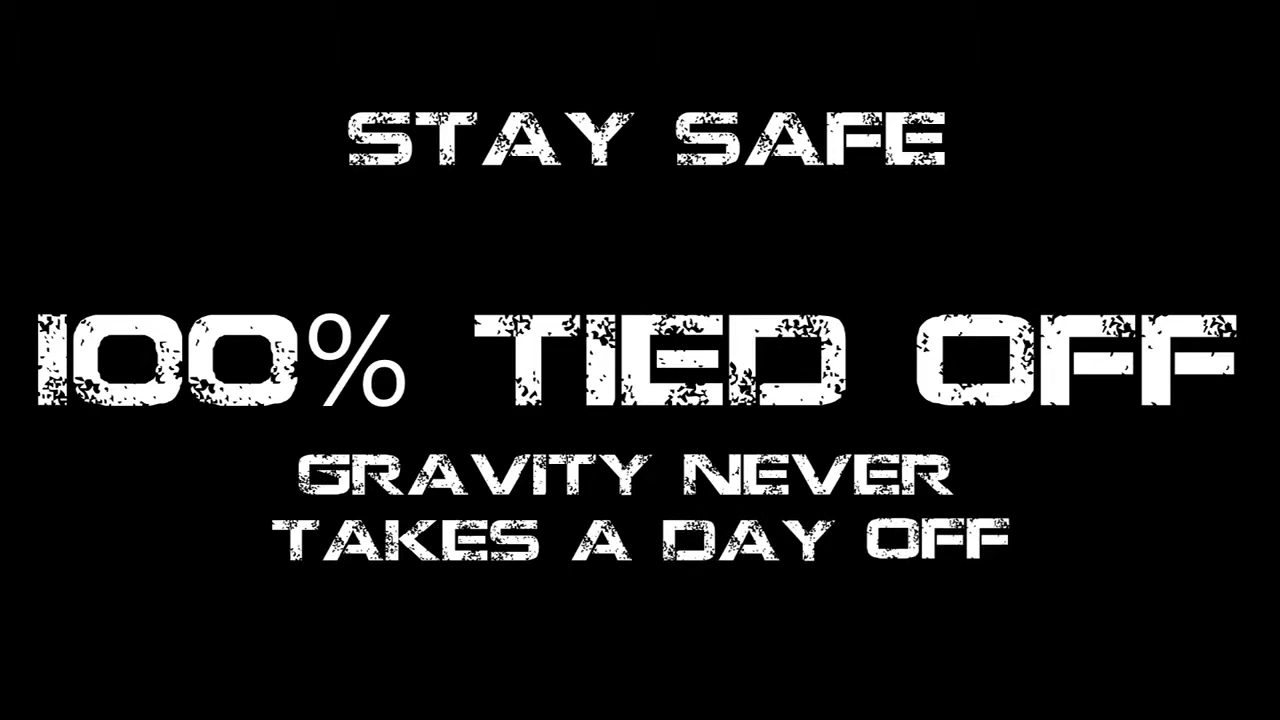 STAY SAFE
100% TIED OFF
GRAVITY NEVER
TAKES A DAY OFF